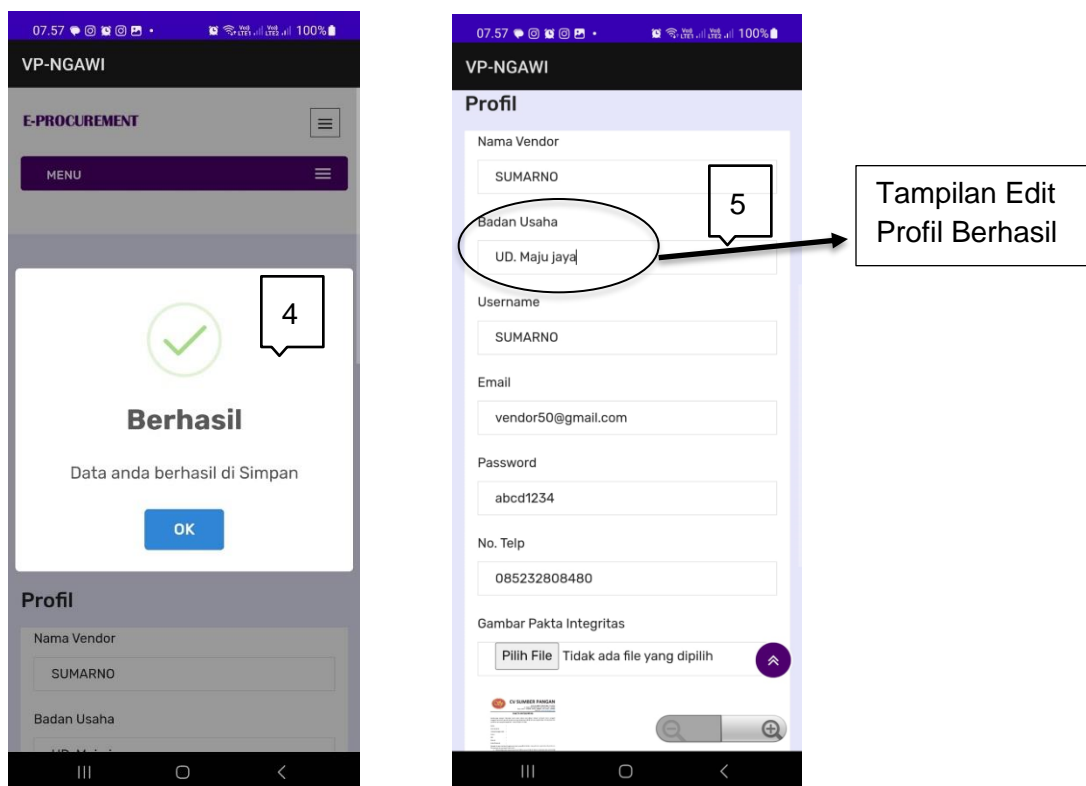 07.57
100%
VP-NGAWI
E-PROCUREMENT
MENU
4
Berhasil
Data anda berhasil di Simpan
OK
Profil
Nama Vendor
SUMARNO
Badan Usaha
07.57
100%
VP-NGAWI
Profil
Nama Vendor
SUMARNO
5
Badan Usaha
UD. Maju jaya
Username
SUMARNO
Email
vendor50@gmail.com
Password
abcd1234
No. Telp
085232808480
Gambar Pakta Integritas
Pilih File Tidak ada file yang dipilih
CV SUMBER PANGAN
Tampilan Edit
Profil Berhasil